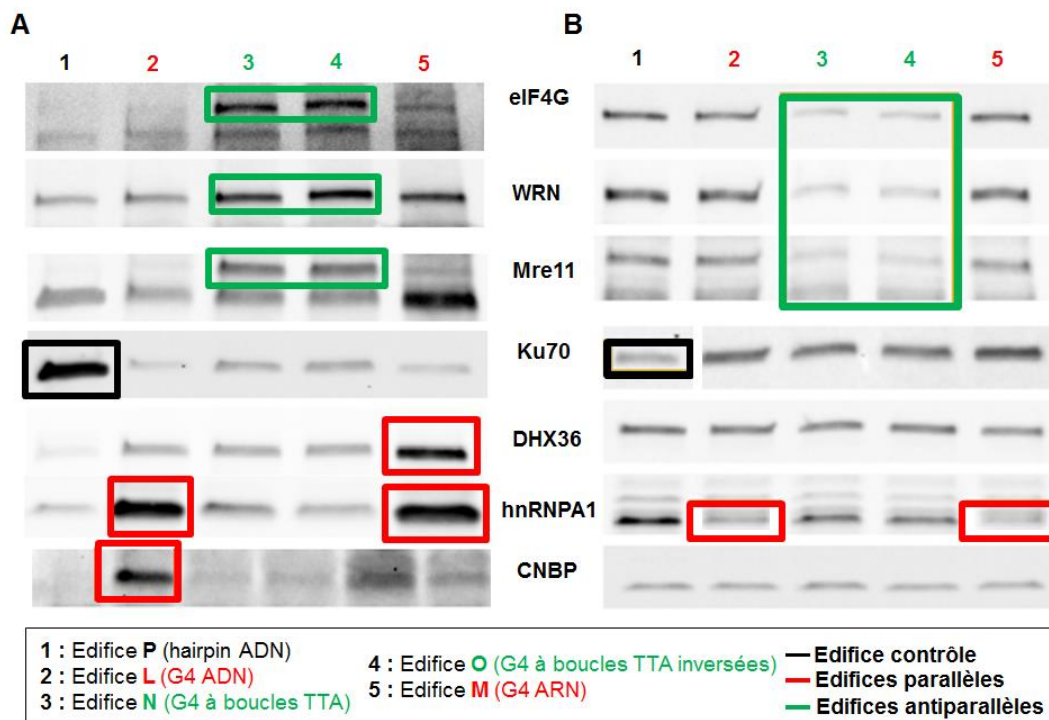 A
B
1 2 3 4 5
1 2 3 4 5
eIF4G
WRN
Mre11
Ku70
DHX36
hnRNPA1
CNBP
1 : Edifice P (hairpin ADN)
2 : Edifice L (G4 ADN)
3 : Edifice N (G4 à boucles TTA)
4 : Edifice O (G4 à boucles TTA inversées)
5 : Edifice M (G4 ARN)
Edifice contrôle
Edifices parallèles
Edifices antiparallèles